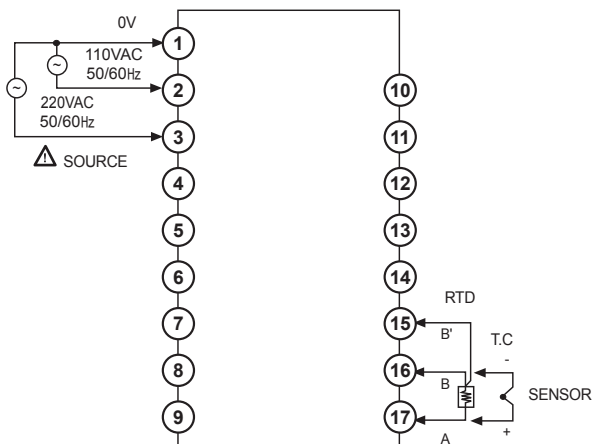 0V
1
110VAC
50/60Hz
~
2
10
~
220VAC
50/60Hz
3
11
! SOURCE
4
12
5
13
6
14
RTD
7
15
B'
T.C
-
8
16
B
SENSOR
9
17
A
+